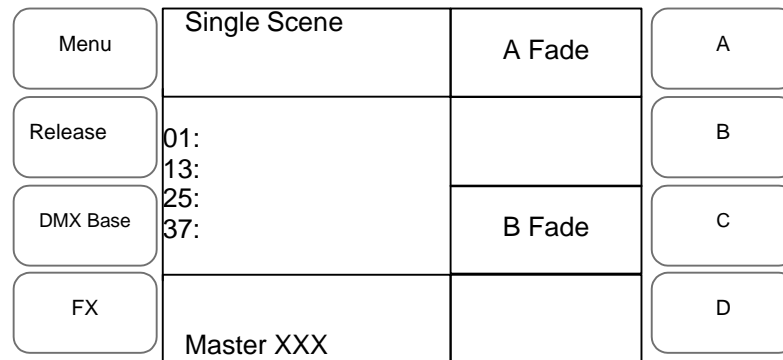 Single Scene
Menu
A Fade
A
Release
B
01:
13:
25:
37:
DMX Base
B Fade
C
FX
D
Master XXX